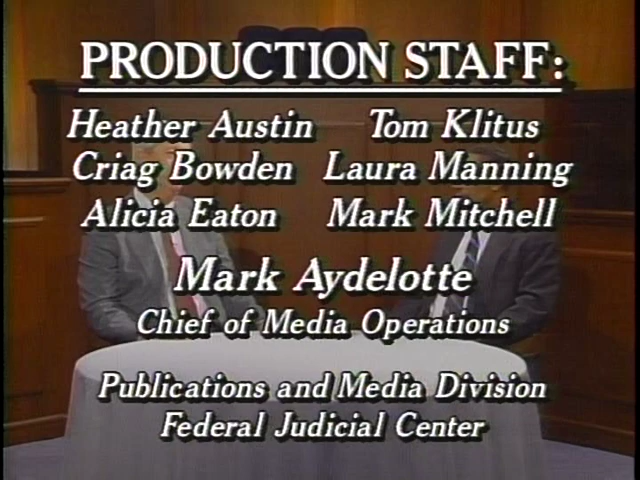 PRODUCTION STAFF:
Heather Austin Tom Klitus
Criag Bowden Laura Manning
Alicia Eaton Mark Mitchell
Mark Aydelotte
Chief of Media Operations
Publications and Media Division
Federal Judicial Center